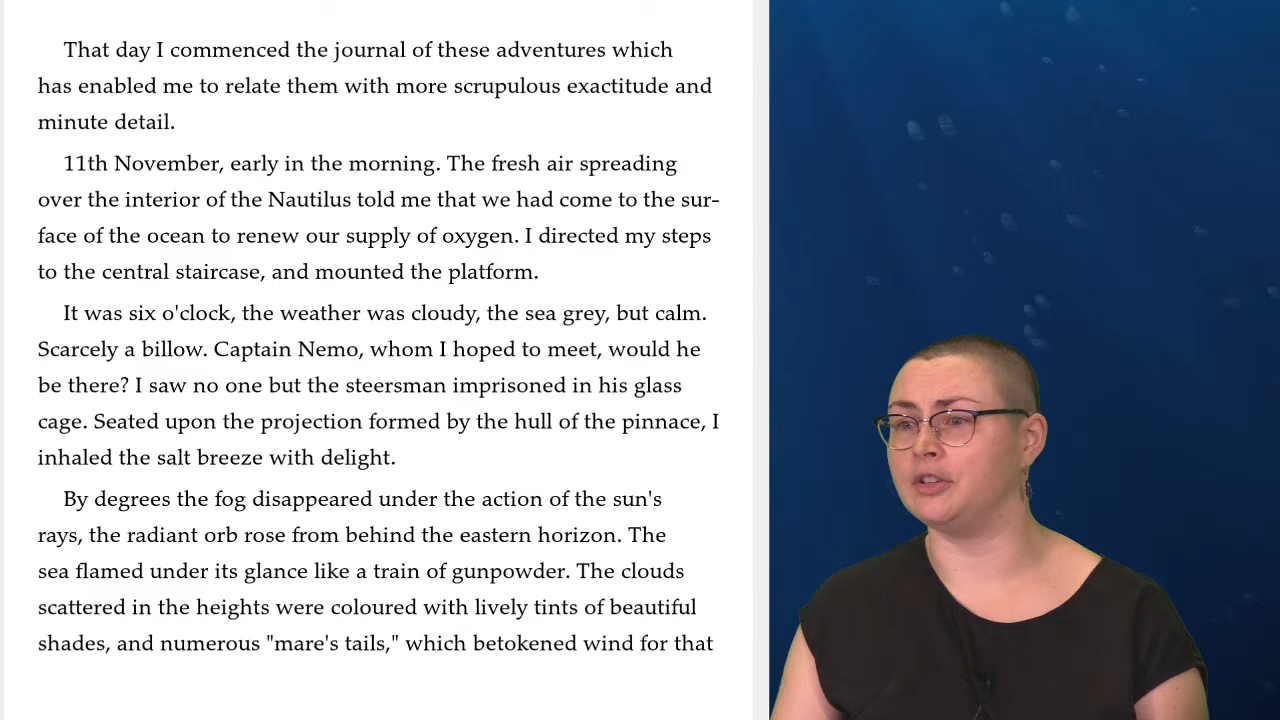 That day I commenced the journal of these adventures which
has enabled me to relate them with more scrupulous exactitude and
minute detail.
11th November, early in the morning. The fresh air spreading
over the interior of the Nautilus told me that we had come to the sur-
face of the ocean to renew our supply of oxygen. I directed my steps
to the central staircase, and mounted the platform.
It was six o'clock, the weather was cloudy, the sea grey, but calm.
Scarcely a billow. Captain Nemo, whom I hoped to meet, would he
be there? I saw no one but the steersman imprisoned in his glass
cage. Seated upon the projection formed by the hull of the pinnace, I
inhaled the salt breeze with delight.
By degrees the fog disappeared under the action of the sun's
rays, the radiant orb rose from behind the eastern horizon. The
sea flamed under its glance like a train of gunpowder. The clouds
scattered in the heights were coloured with lively tints of beautiful
shades, and numerous "mare's tails," which betokened wind for that